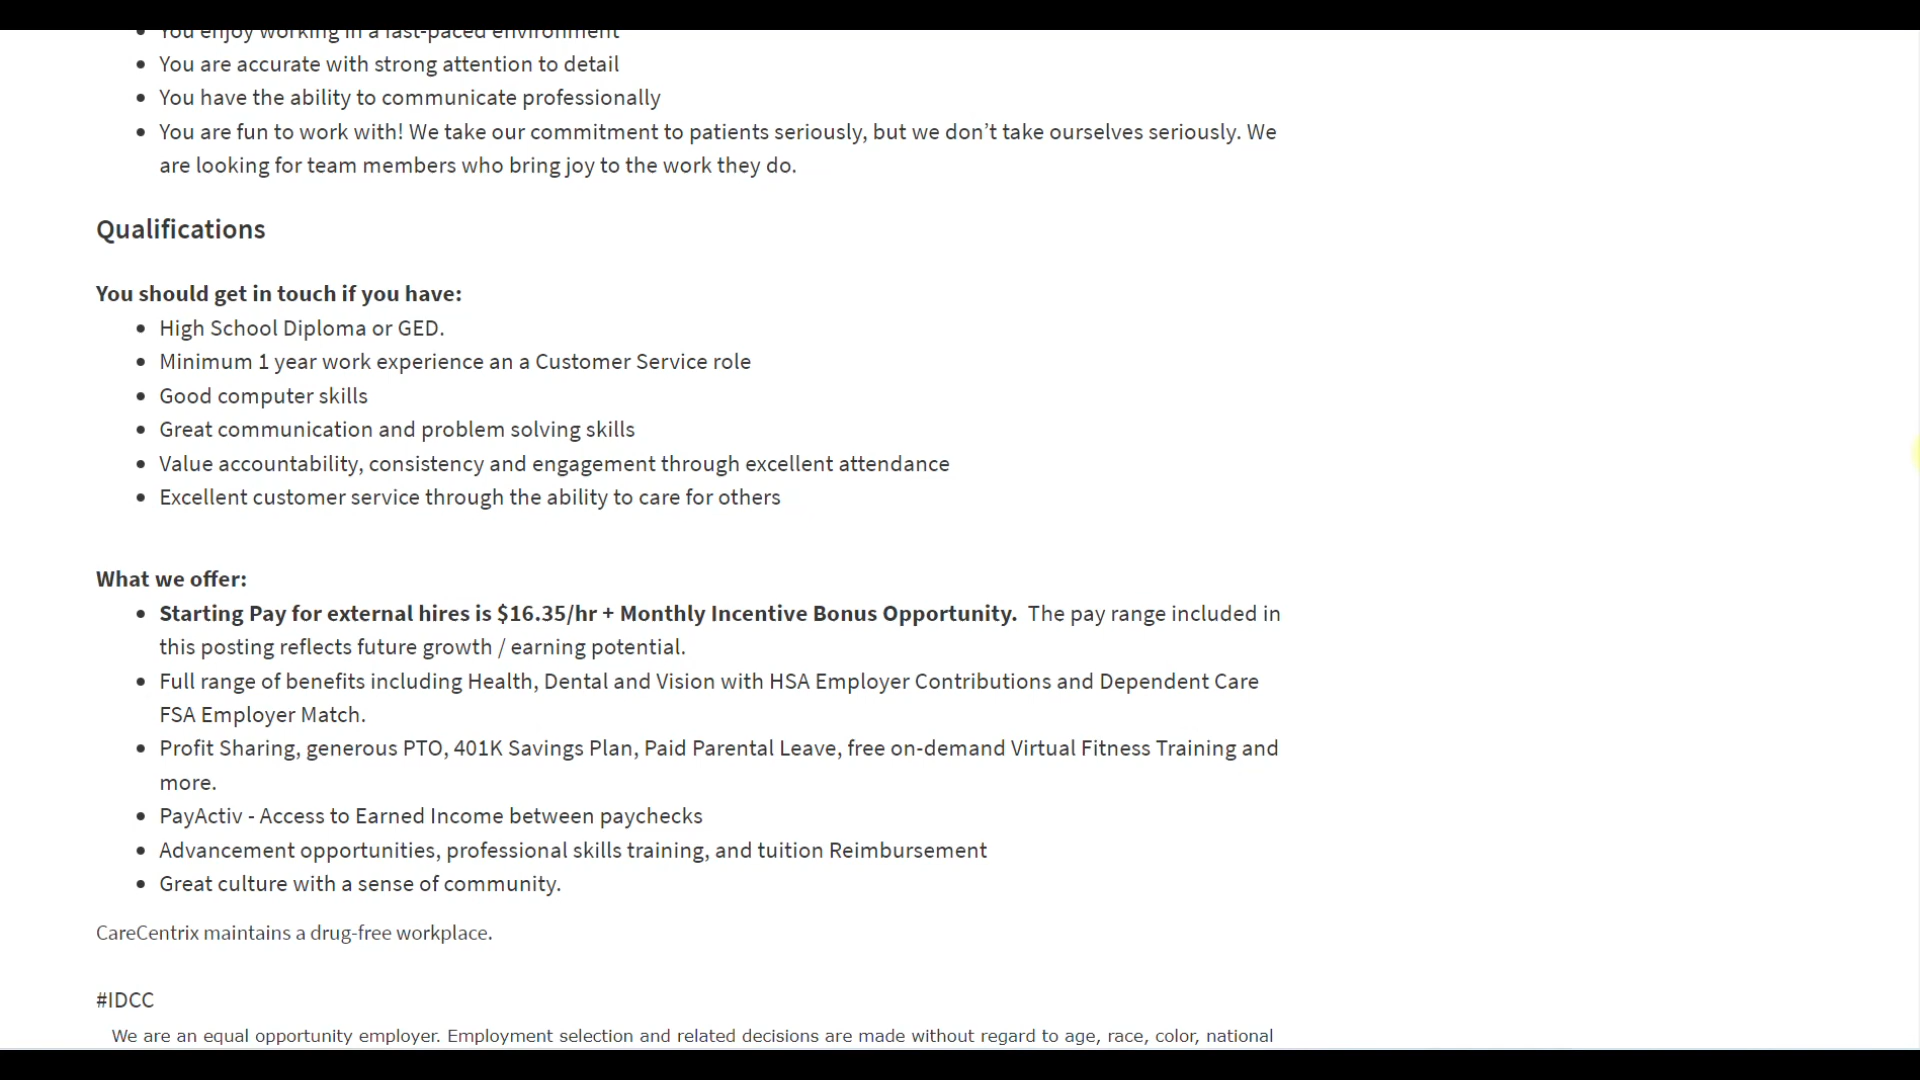 You enjoy working in a fast-paced environment
You are accurate with strong attention to detail
You have the ability to communicate professionally
You are fun to work with! We take our commitment to patients seriously, but we don’t take ourselves seriously. We
are looking for team members who bring joy to the work they do.
Qualifications
You should get in touch if you have:
High School Diploma or GED.
Minimum 1 year work experience an a Customer Service role
Good computer skills
Great communication and problem solving skills
Value accountability, consistency and engagement through excellent attendance
Excellent customer service through the ability to care for others
What we offer:
Starting Pay for external hires is $16.35/hr + Monthly Incentive Bonus Opportunity.  The pay range included in
this posting reflects future growth / earning potential.
Full range of benefits including Health, Dental and Vision with HSA Employer Contributions and Dependent Care
FSA Employer Match.
Profit Sharing, generous PTO, 401K Savings Plan, Paid Parental Leave, free on-demand Virtual Fitness Training and
more.
PayActiv - Access to Earned Income between paychecks
Advancement opportunities, professional skills training, and tuition Reimbursement
Great culture with a sense of community.
CareCentrix maintains a drug-free workplace.
#IDCC
We are an equal opportunity employer. Employment selection and related decisions are made without regard to age, race, color, national